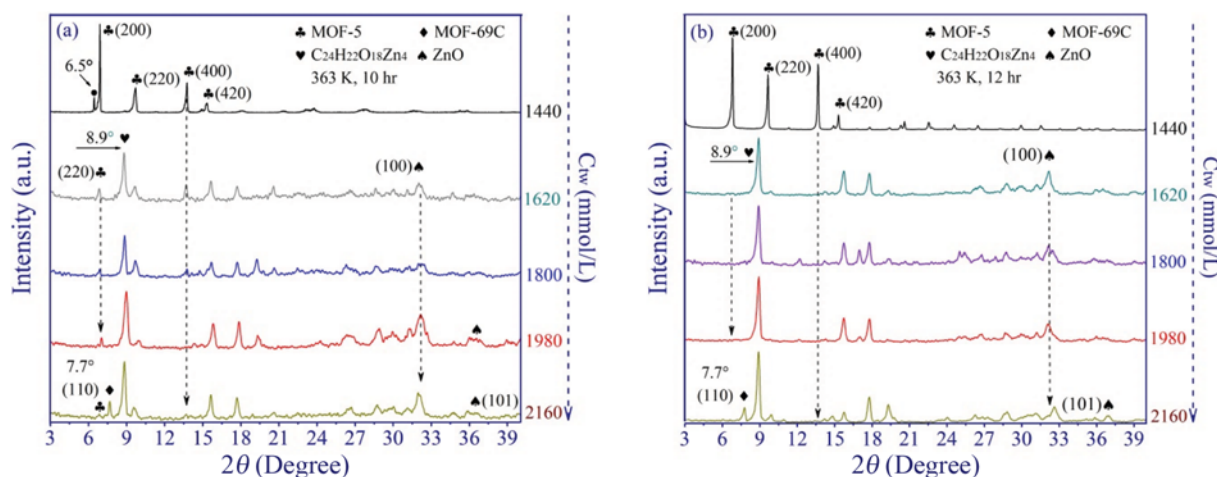 (a)
♣(200)
♣ MOF-5 ♦ MOF-69C
♥ C24H22O18Zn4 ♠ ZnO
363 K, 10 hr
6.5°
♣(220)
♣(400)
♣(420)
1440
8.9° ♥
(220)♣
(100)♠
1620
1800
♠
1980
7.7°
(110) ♦
♣
♠(101)
2160
3 6 9 12 15 18 21 24 27 30 33 36 39
2θ (Degree)
Intensity (a.u.)
Ctw (mmol/L)
(b)
♣(200)
♣ MOF-5 ♦ MOF-69C
♥ C24H22O18Zn4 ♠ ZnO
363 K, 12 hr
♣(220)
♣(400)
♣(420)
1440
8.9° ♥
(100)♠
1620
1800
1980
7.7°
(110)
♦
(101)♠
2160
3 6 9 12 15 18 21 24 27 30 33 36 39
2θ (Degree)
Intensity (a.u.)
Ctw (mmol/L)